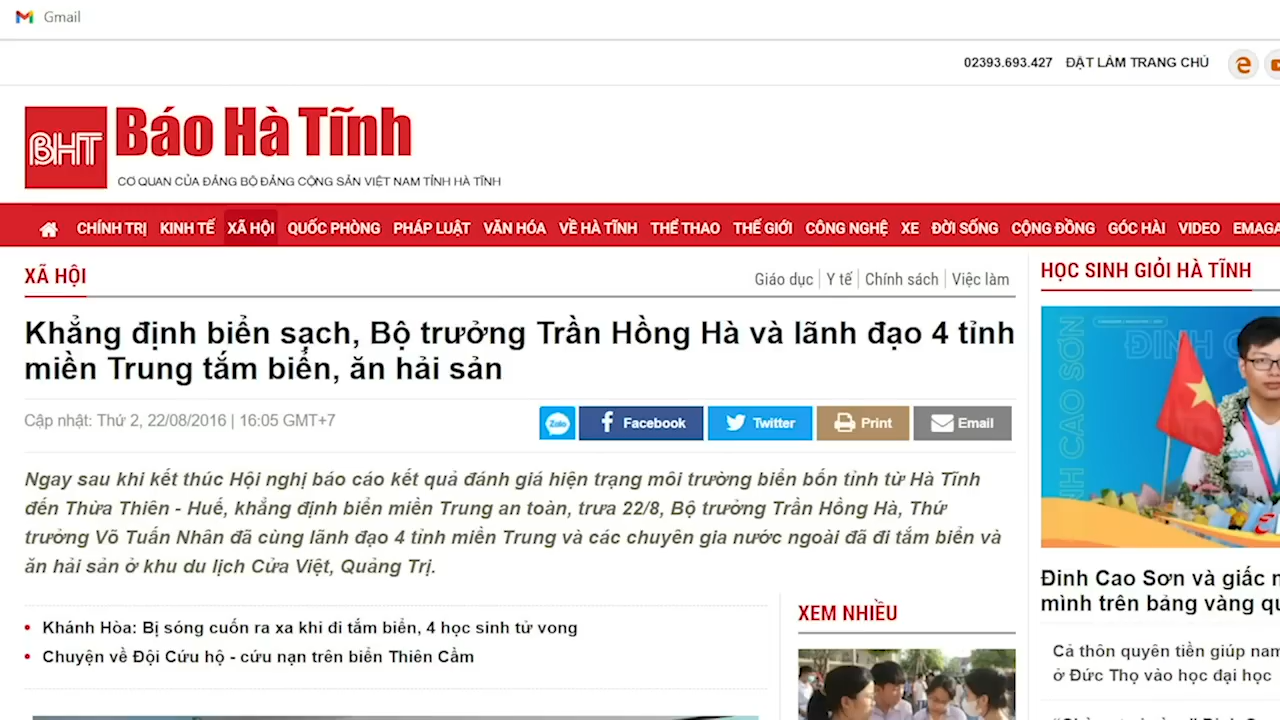 Gmail
02393.693.427 ĐẶT LÀM TRANG CHỦ
BHT
Báo Hà Tĩnh
CƠ QUAN CỦA ĐẢNG BỘ ĐẢNG CỘNG SẢN VIỆT NAM TỈNH HÀ TĨNH
CHÍNH TRỊ KINH TẾ XÃ HỘI QUỐC PHÒNG PHÁP LUẬT VĂN HÓA VỀ HÀ TĨNH THỂ THAO THẾ GIỚI CÔNG NGHỆ XE ĐỜI SỐNG CỘNG ĐỒNG GÓC HÀI VIDEO EMAGA
XÃ HỘI
Giáo dục Y tế Chính sách Việc làm
Khẳng định biển sạch, Bộ trưởng Trần Hồng Hà và lãnh đạo 4 tỉnh
miền Trung tắm biển, ăn hải sản
Cập nhật: Thứ 2, 22/08/2016 | 16:05 GMT+7
Zalo Facebook Twitter Print Email
Ngay sau khi kết thúc Hội nghị báo cáo kết quả đánh giá hiện trạng môi trường biển bốn tỉnh từ Hà Tĩnh
đến Thừa Thiên - Huế, khẳng định biển miền Trung an toàn, trưa 22/8, Bộ trưởng Trần Hồng Hà, Thứ
trưởng Võ Tuấn Nhân đã cùng lãnh đạo 4 tỉnh miền Trung và các chuyên gia nước ngoài đã đi tắm biển và
ăn hải sản ở khu du lịch Cửa Việt, Quảng Trị.
Khánh Hòa: Bị sóng cuốn ra xa khi đi tắm biển, 4 học sinh tử vong
Chuyện về Đội Cứu hộ - cứu nạn trên biển Thiên Cầm
XEM NHIỀU
HỌC SINH GIỎI HÀ TĨNH
ĐINH C
ĐINH CAO SƠN
Đinh Cao Sơn và giấc
mình trên bảng vàng
Cả thôn quyên tiền giúp nam
ở Đức Thọ vào học đại học